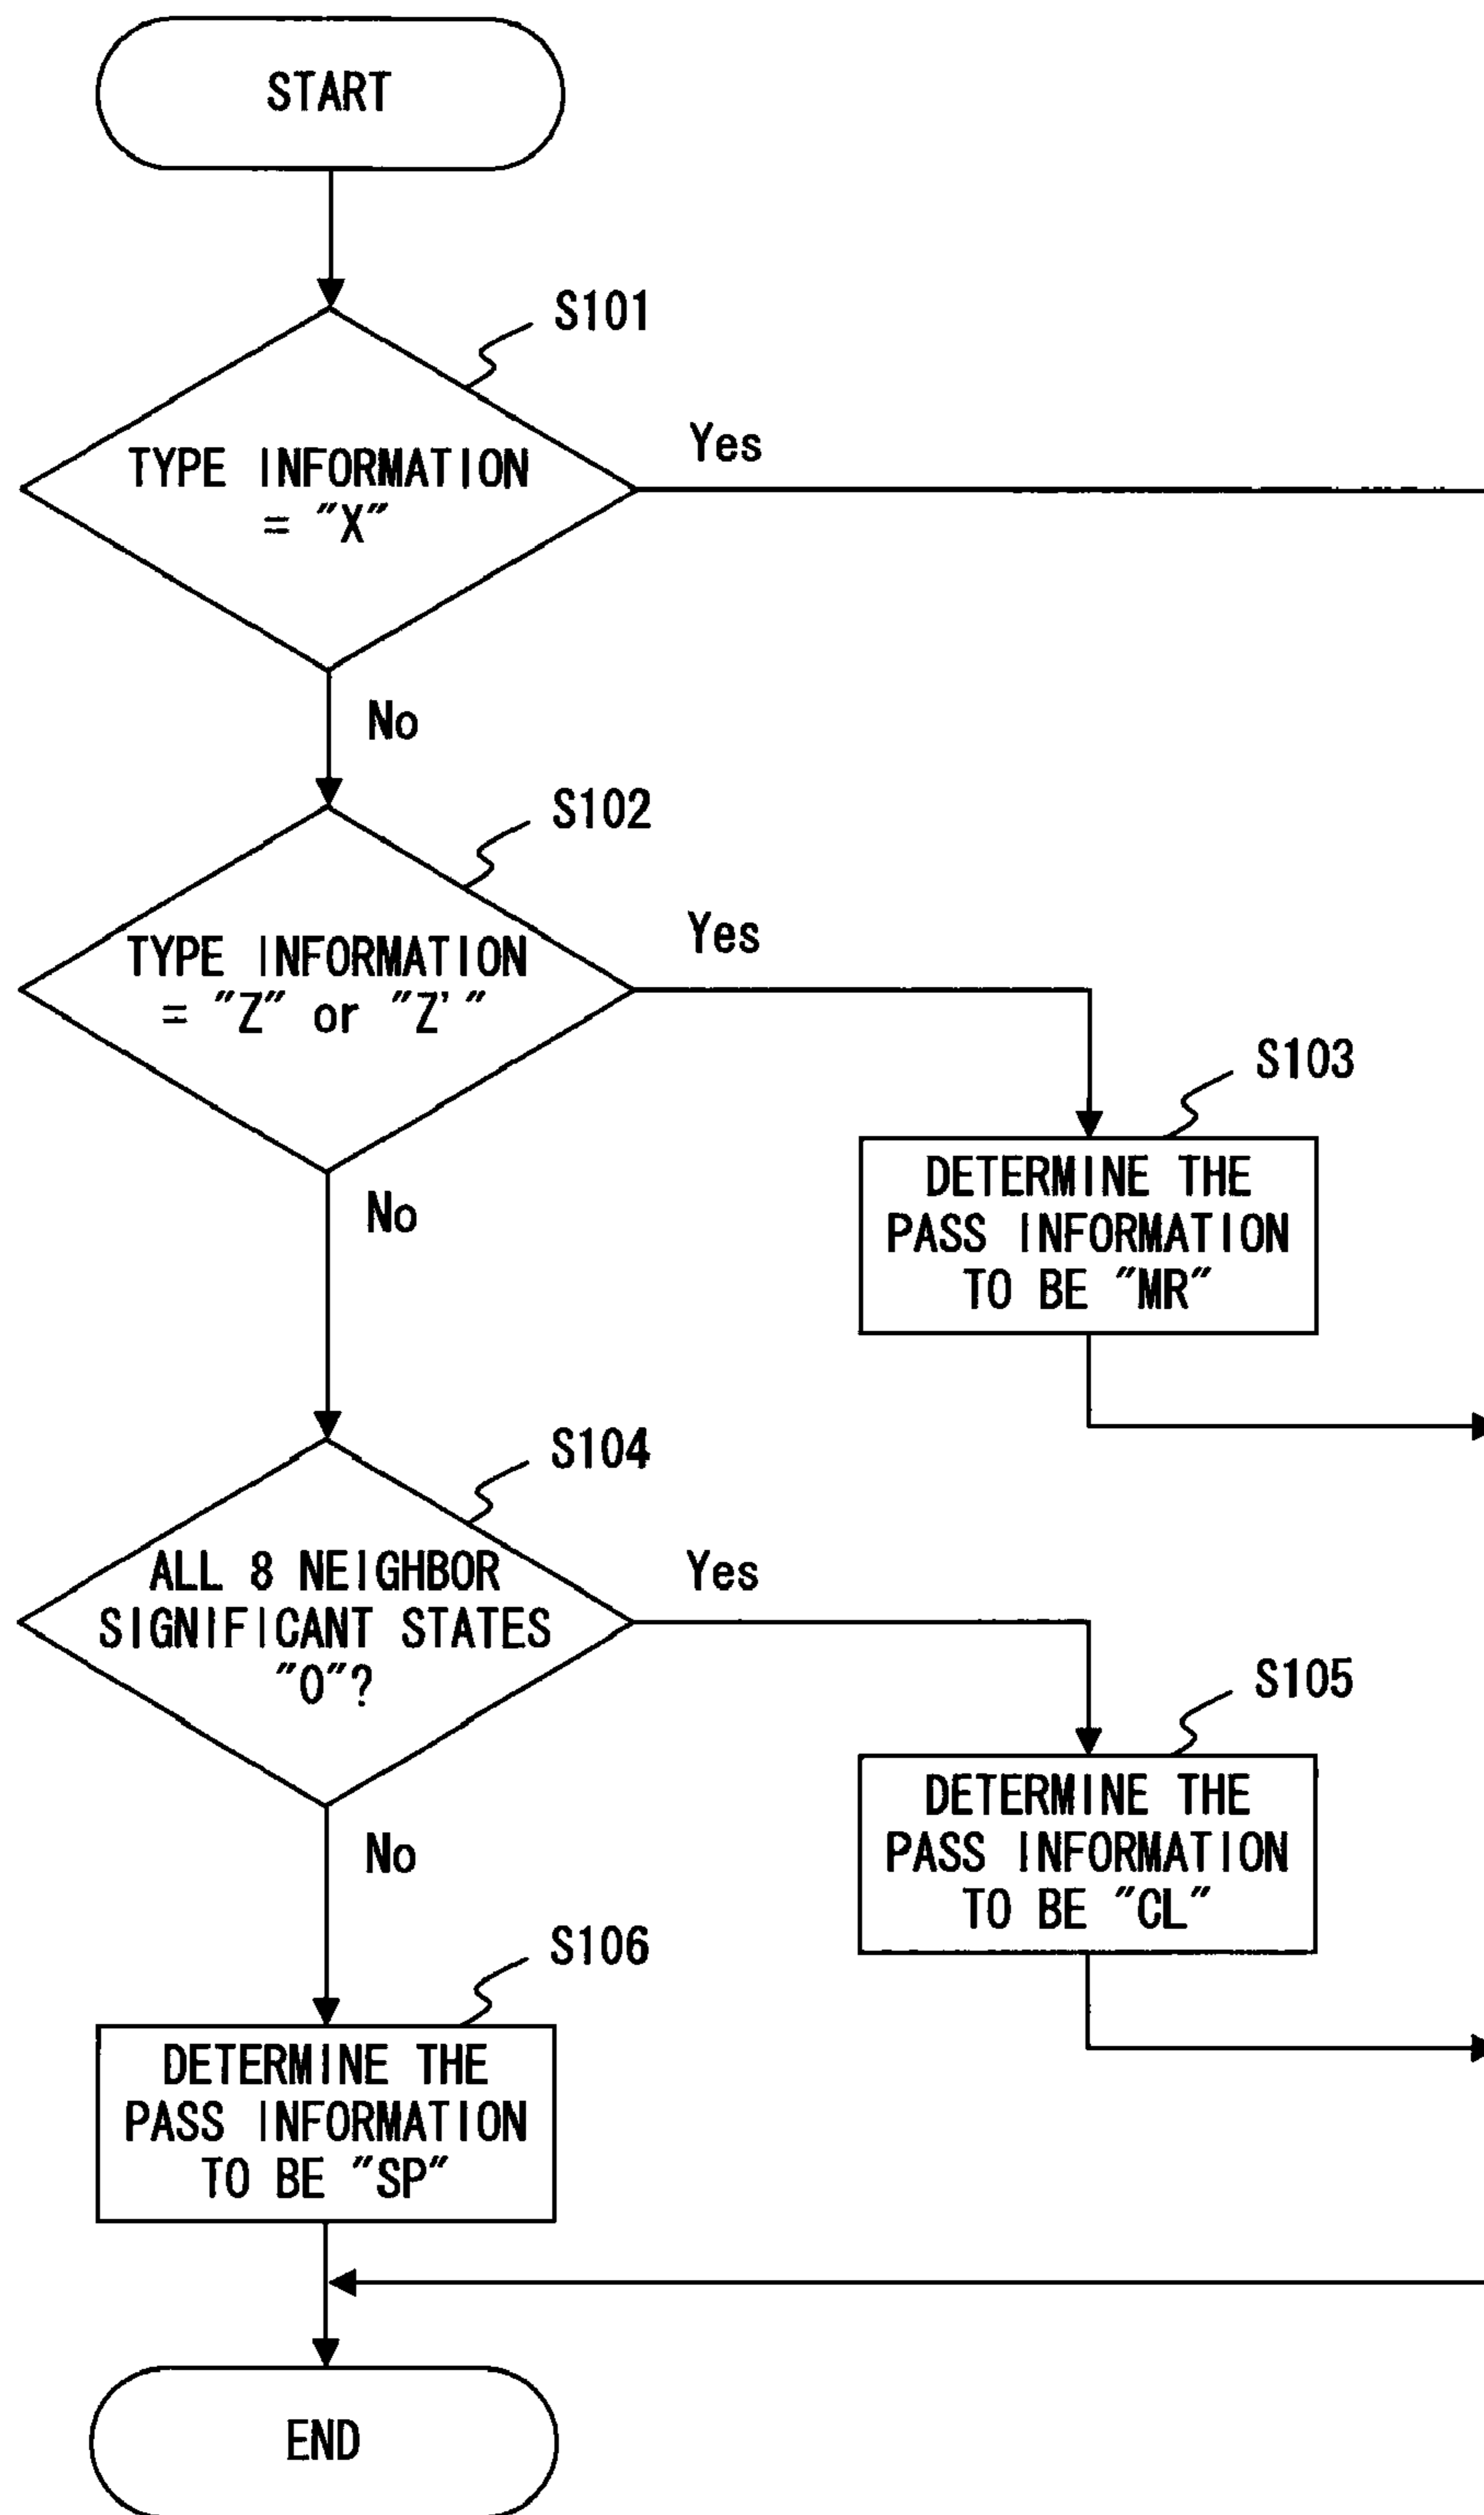 START
S101
TYPE INFORMATION
= "X"
Yes
No
S102
TYPE INFORMATION
= "Z" or "Z'"
Yes
No
S103
DETERMINE THE
PASS INFORMATION
TO BE "MR"
S104
ALL 8 NEIGHBOR
SIGNIFICANT STATES
"0"?
Yes
No
S105
DETERMINE THE
PASS INFORMATION
TO BE "CL"
S106
DETERMINE THE
PASS INFORMATION
TO BE "SP"
END